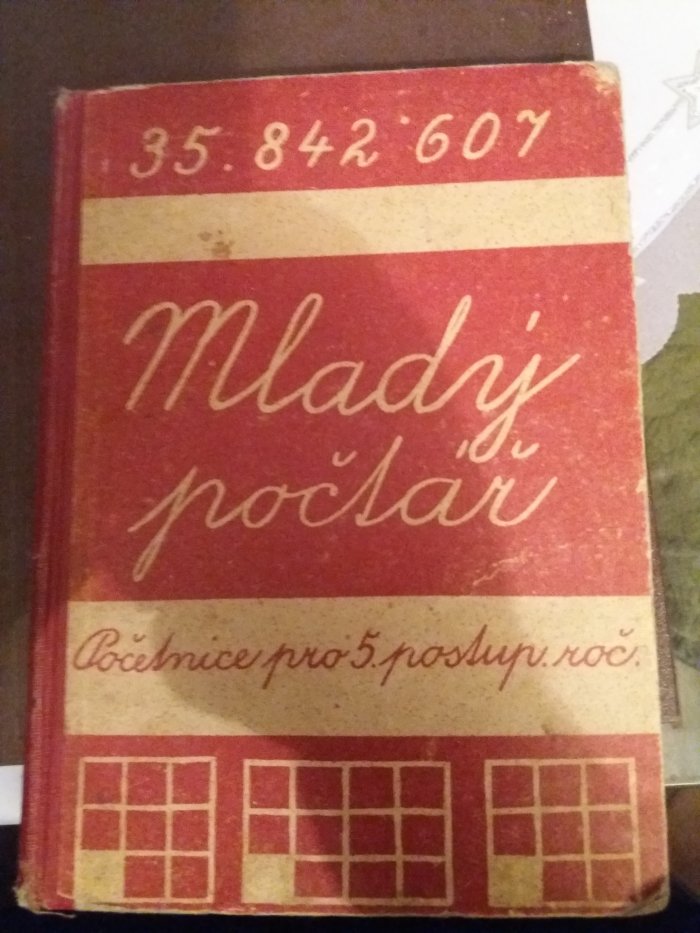 35.842˙607
Mladý
počtář
Početnice pro 5. postup. roč.